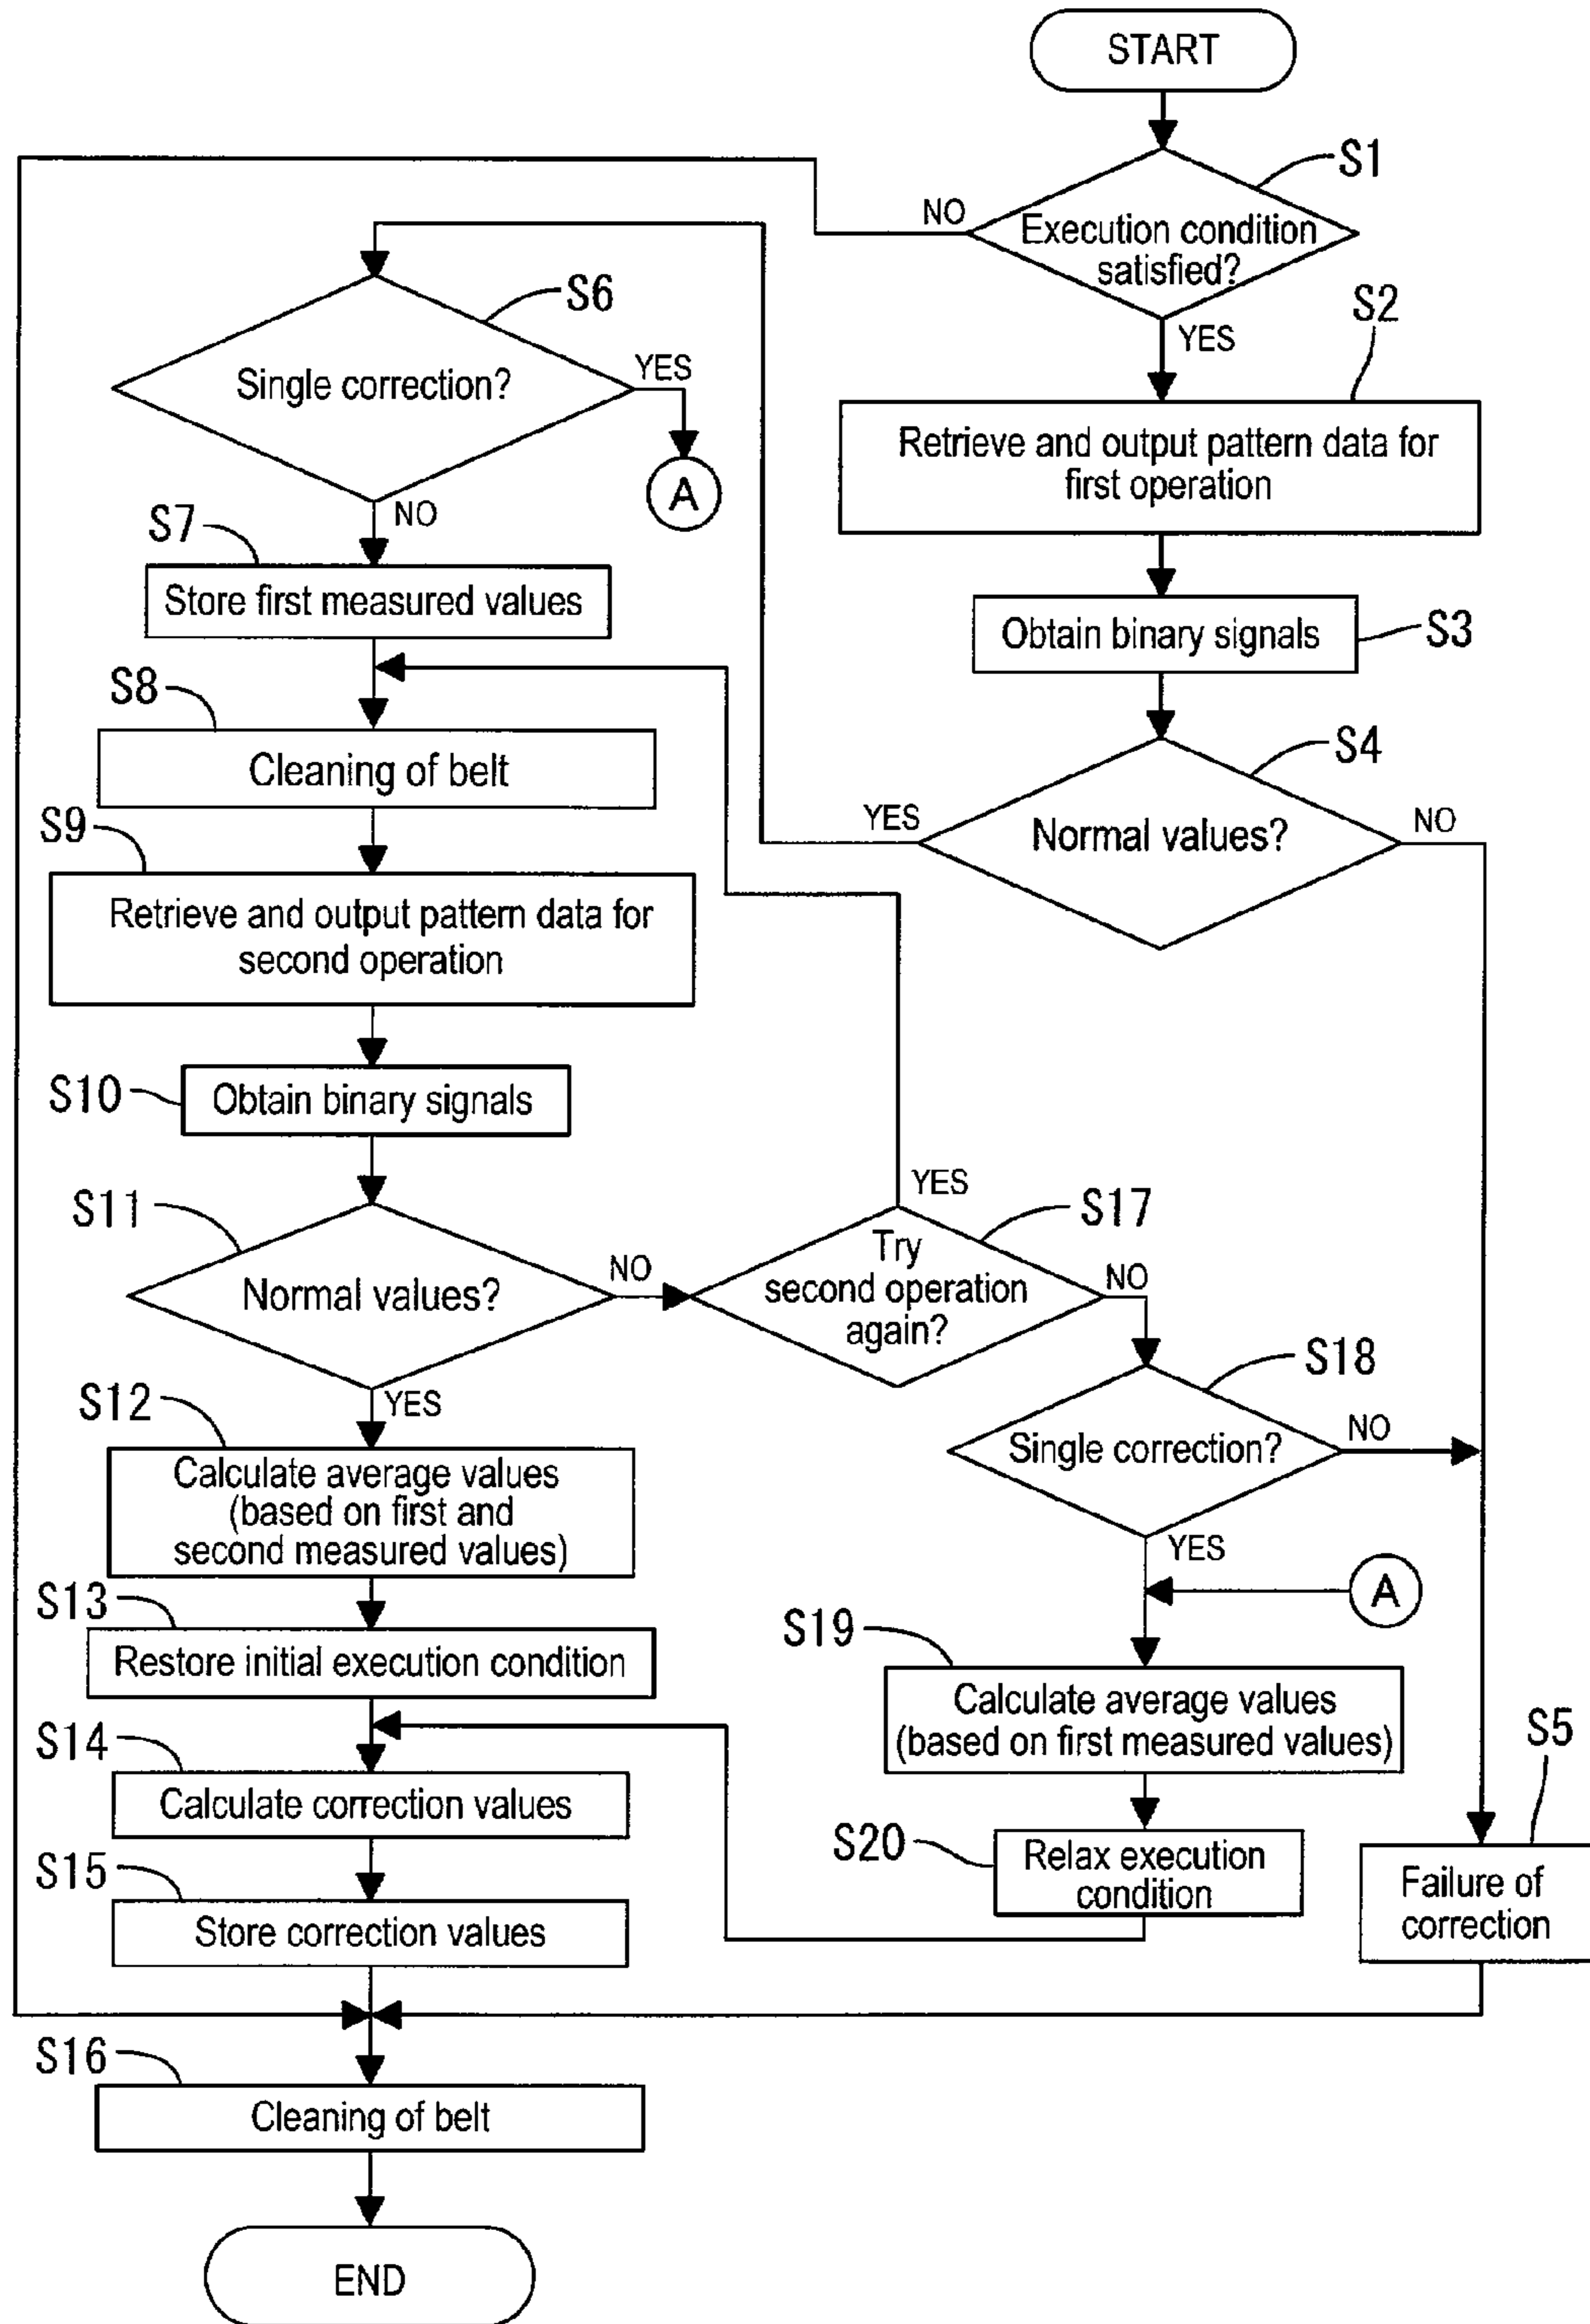 START
S1
NO
Execution condition
satisfied?
YES
S2
Retrieve and output pattern data for
first operation
Obtain binary signals
S3
S4
YES
Normal values?
NO
S6
Single correction?
YES
A
NO
S7
Store first measured values
S8
Cleaning of belt
S9
Retrieve and output pattern data for
second operation
S10
Obtain binary signals
S11
Normal values?
NO
YES
S17
Try
second operation
again?
NO
S18
Single correction?
NO
YES
A
S12
YES
Calculate average values
(based on first and
second measured values)
S13
Restore initial execution condition
S14
Calculate correction values
S15
Store correction values
S19
Calculate average values
(based on first measured values)
S20
Relax execution
condition
S5
Failure of
correction
S16
Cleaning of belt
END